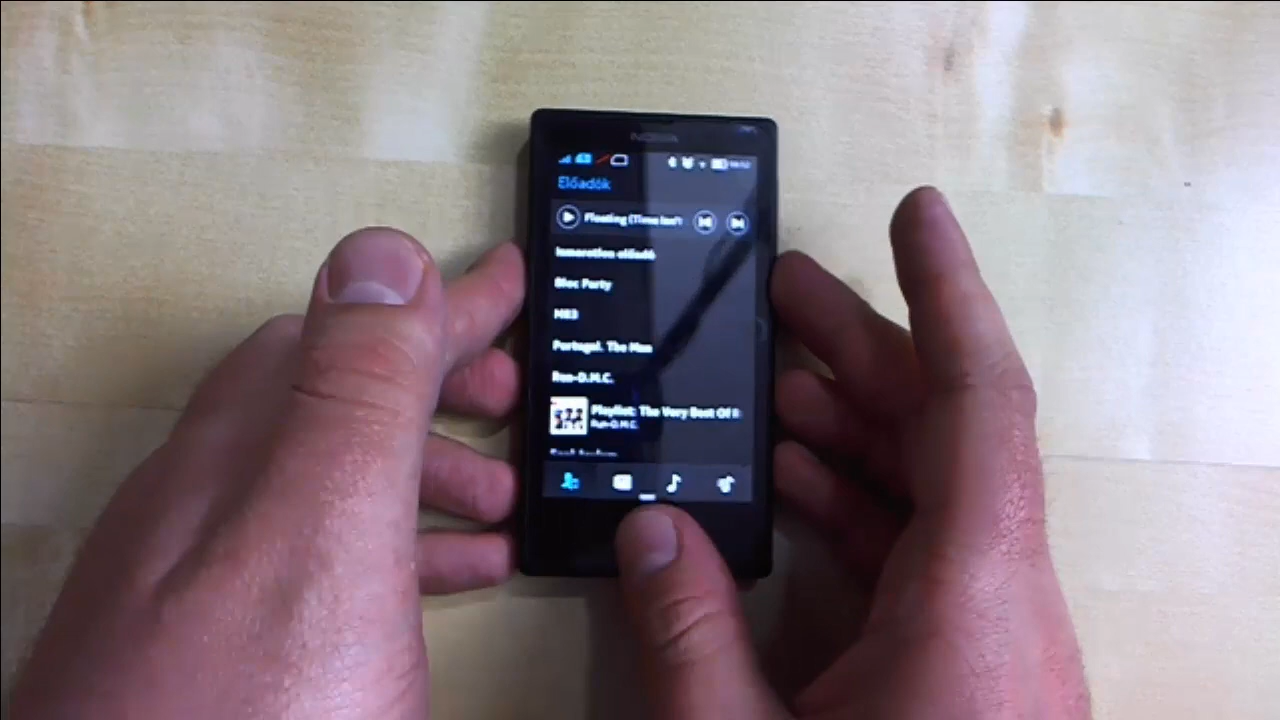 NOKIA
Előadók
Floating (Time Isn't
Ismeretlen előadó
Bloc Party
M83
Portugal. The Man
Run-D.M.C.
Playlist: The Very Best Of R
Run-D.M.C.